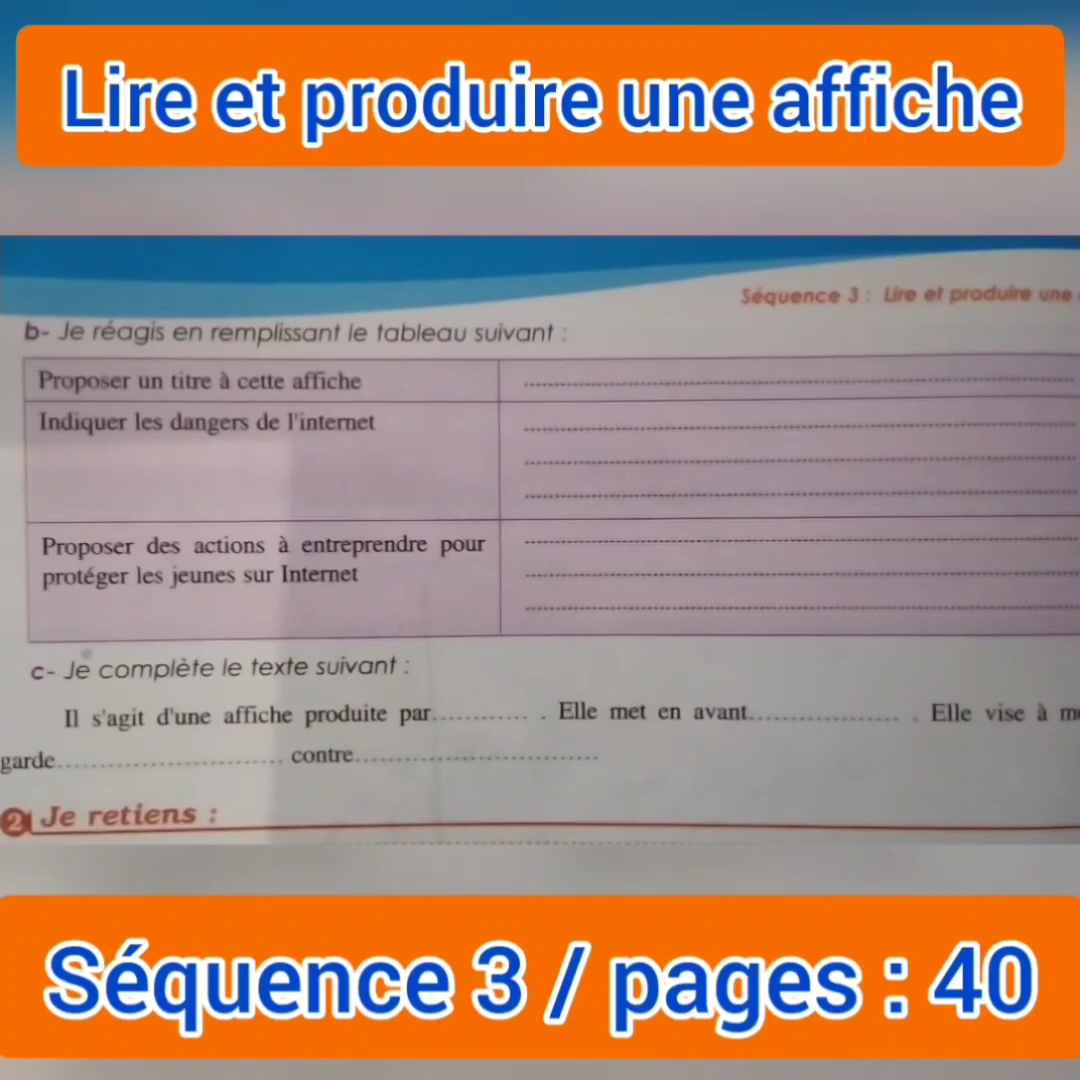 Lire et produire une affiche
Séquence 3 : Lire et produire une
b- Je réagis en remplissant le tableau suivant :
Proposer un titre à cette affiche ........................
Indiquer les dangers de l'internet ........................
........................
........................
Proposer des actions à entreprendre pour ........................
protéger les jeunes sur Internet ........................
........................
c- Je complète le texte suivant :
Il s'agit d'une affiche produite par............. . Elle met en avant.................... . Elle vise à
garde.............................. contre................................
2 Je retiens :
Séquence 3 / pages : 40